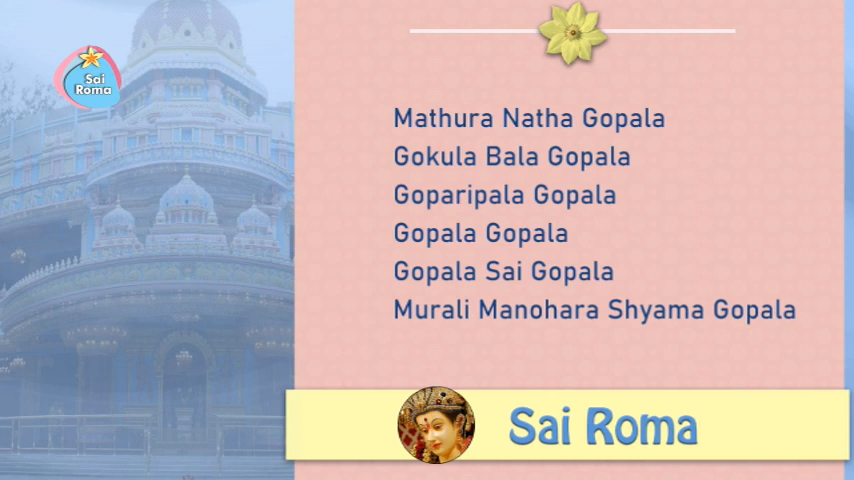 Sai
Roma
Mathura Natha Gopala
Gokula Bala Gopala
Goparipala Gopala
Gopala Gopala
Gopala Sai Gopala
Murali Manohara Shyama Gopala
Sai Roma